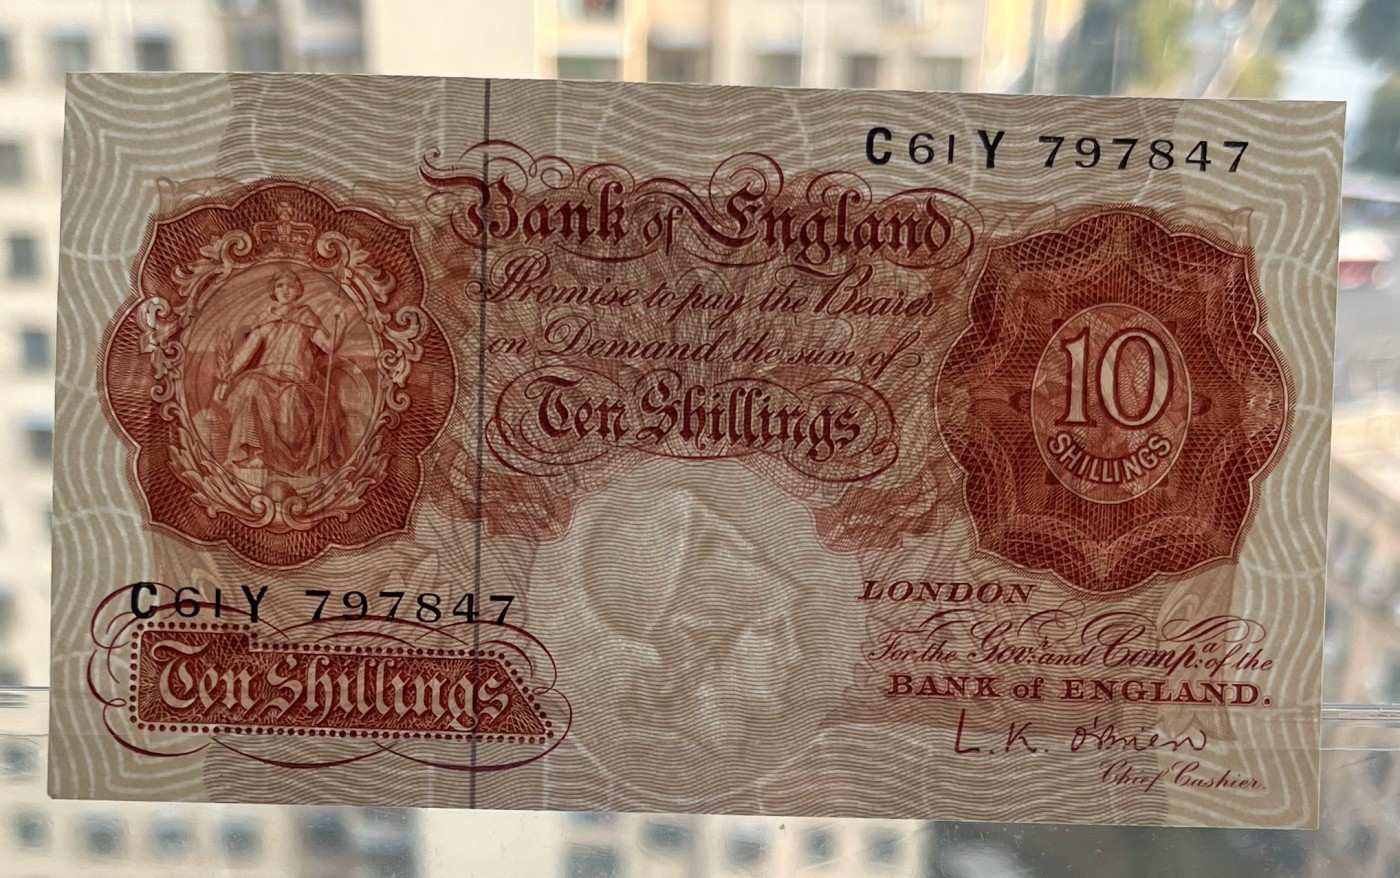 C61Y 797847
Bank of England
Promise to pay the Bearer
on Demand the sum of
Ten Shillings
10
SHILLINGS
C61Y 797847
Ten Shillings
LONDON
For the Govr: and Compa: of the
BANK of ENGLAND.
L.K. O'Brien
Chief Cashier.